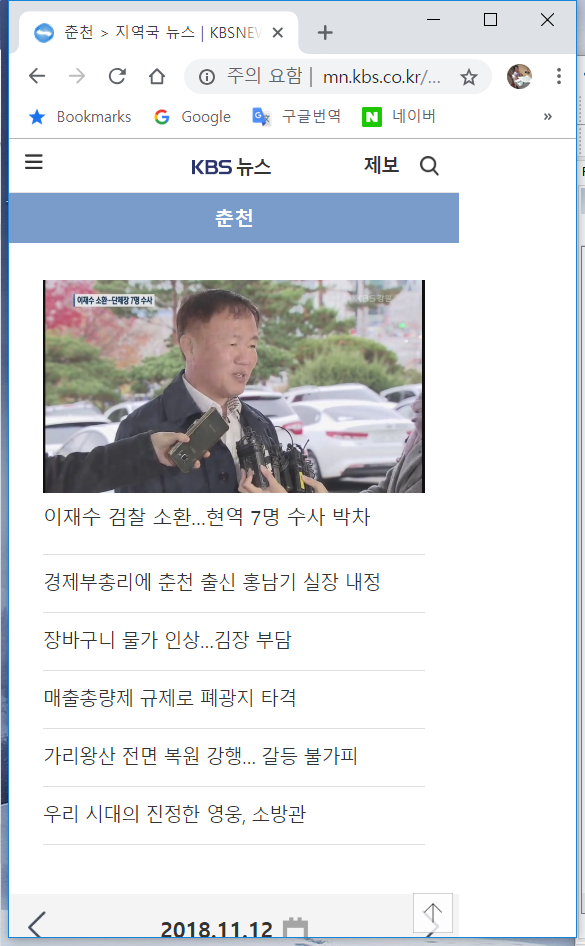 춘천 > 지역국 뉴스 | KBSNEW
주의 요함 | mn.kbs.co.kr/...
Bookmarks Google 구글번역 네이버 »
KBS 뉴스 제보
춘천
이재수 소환…단체장 7명 수사
KBS 강원
이재수 검찰 소환…현역 7명 수사 박차
경제부총리에 춘천 출신 홍남기 실장 내정
장바구니 물가 인상…김장 부담
매출총량제 규제로 폐광지 타격
가리왕산 전면 복원 강행… 갈등 불가피
우리 시대의 진정한 영웅, 소방관
2018.11.12